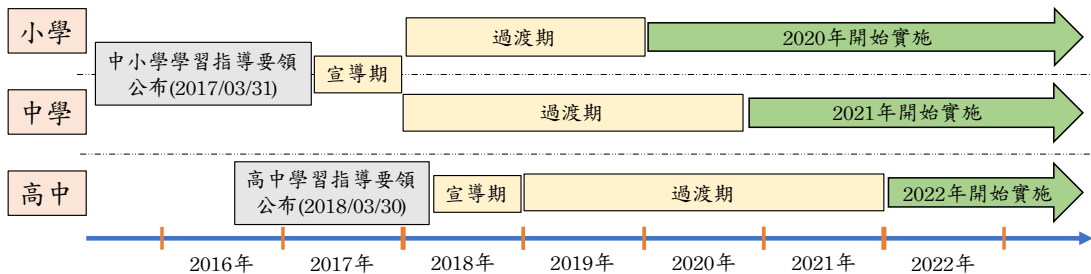 小學
過渡期
2020年開始實施
中小學學習指導要領
公布(2017/03/31)
宣導期
中學
過渡期
2021年開始實施
高中
高中學習指導要領
公布(2018/03/30)
宣導期
過渡期
2022年開始實施
2016年 2017年 2018年 2019年 2020年 2021年 2022年